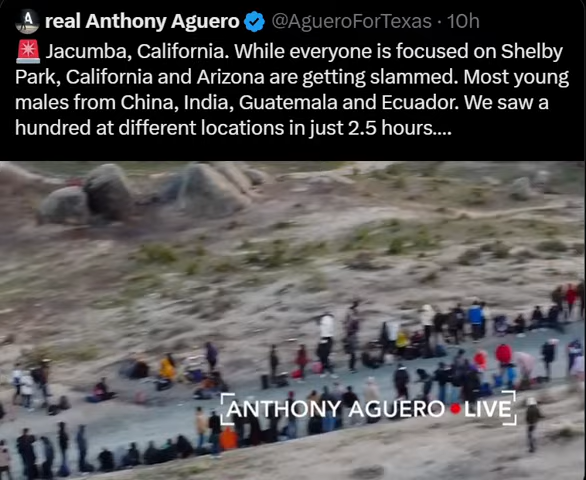 real Anthony Aguero @AgueroForTexas · 10h
🚨 Jacumba, California. While everyone is focused on Shelby
Park, California and Arizona are getting slammed. Most young
males from China, India, Guatemala and Ecuador. We saw a
hundred at different locations in just 2.5 hours....
ANTHONY AGUERO LIVE